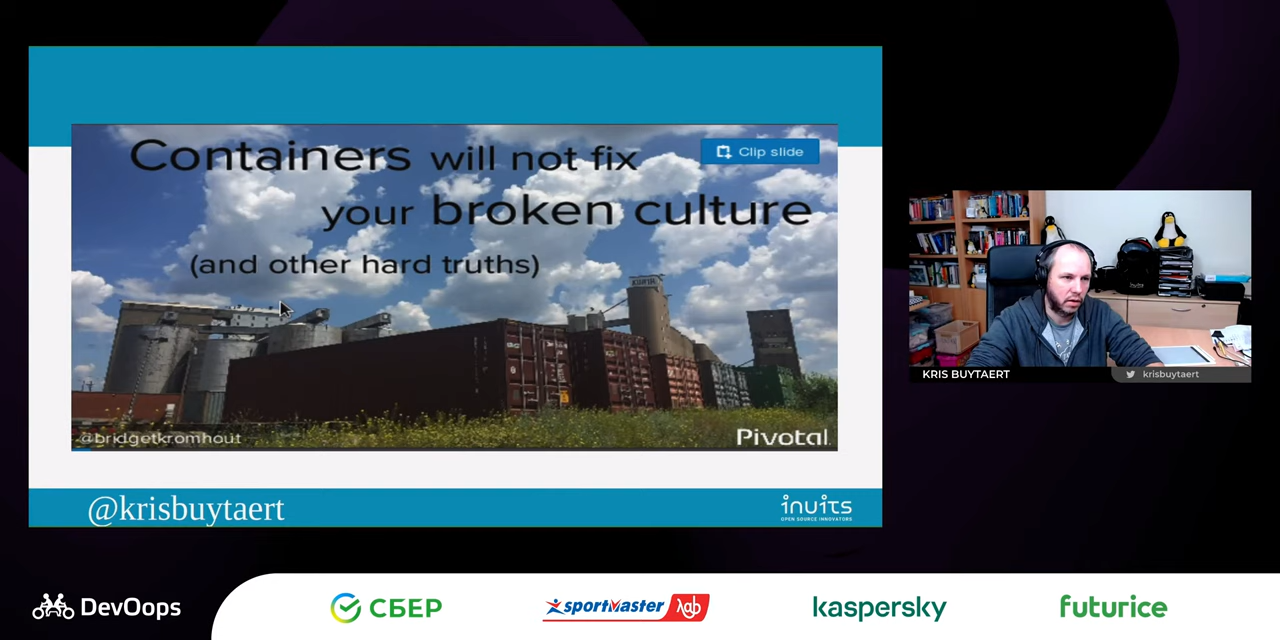 Containers will not fix
your broken culture
(and other hard truths)
Clip slide
@bridgetkromhout
Pivotal
@krisbuytaert
inuits
OPEN SOURCE INNOVATORS
KRIS BUYTAERT
krisbuytaert
DevOops
СБЕР
sportmaster лаб
kaspersky
futurice